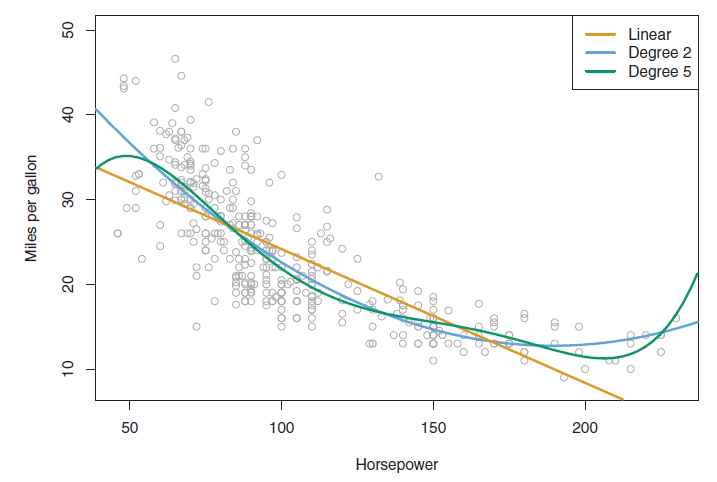 Linear
Degree 2
Degree 5
Miles per gallon
50
40
30
20
10
50 100 150 200
Horsepower